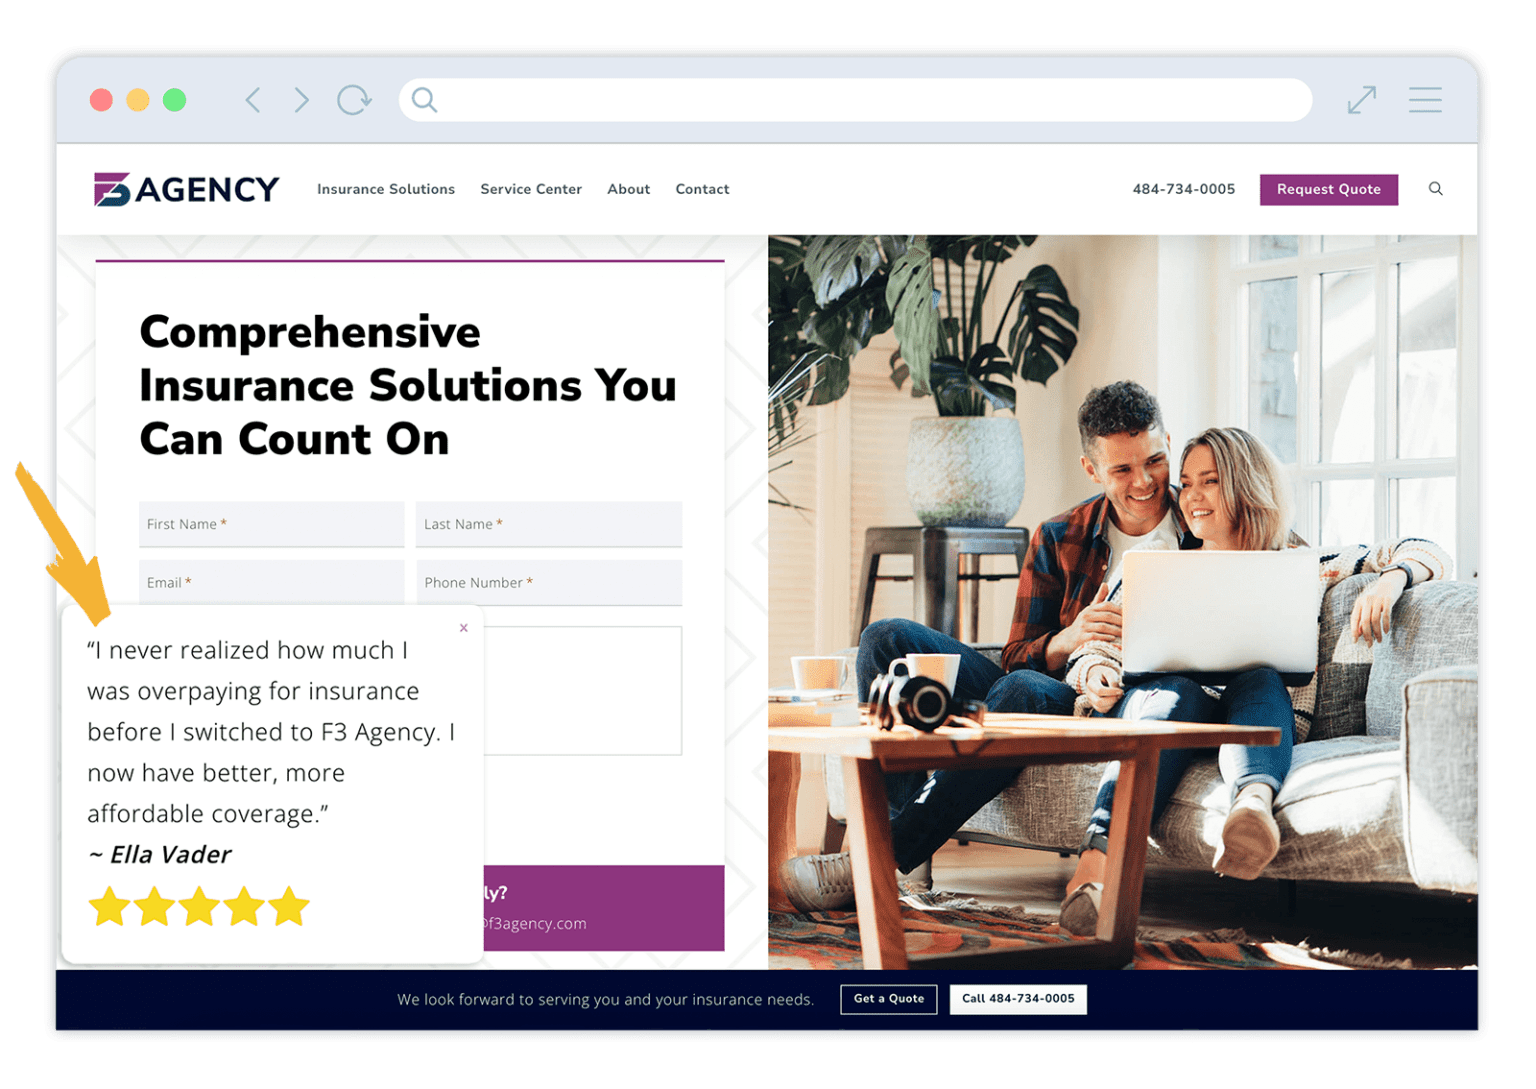 F3 AGENCY
Insurance Solutions
Service Center
About
Contact
484-734-0005
Request Quote
Comprehensive
Insurance Solutions You
Can Count On
First Name *
Last Name *
Email *
Phone Number *
x
“I never realized how much I
was overpaying for insurance
before I switched to F3 Agency. I
now have better, more
affordable coverage.”
~ Ella Vader
ly?
@f3agency.com
We look forward to serving you and your insurance needs.
Get a Quote
Call 484-734-0005